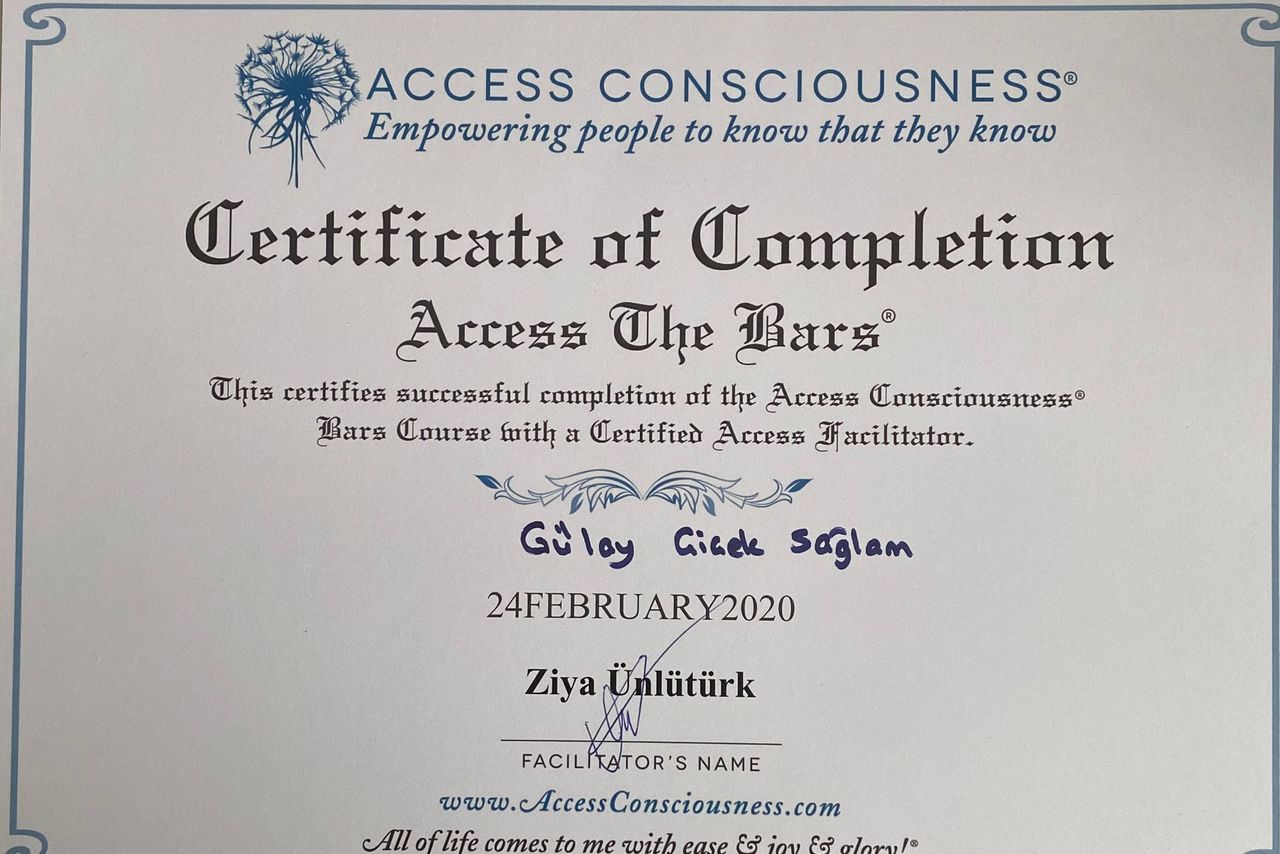 ACCESS CONSCIOUSNESS®
Empowering people to know that they know
Certificate of Completion
Access The Bars®
This certifies successful completion of the Access Consciousness®
Bars Course with a Certified Access Facilitator.
Gülay Cicek Sağlam
24FEBRUARY2020
Ziya Ünlütürk
FACILITATOR'S NAME
www.AccessConsciousness.com
All of life comes to me with ease & joy & glory!®